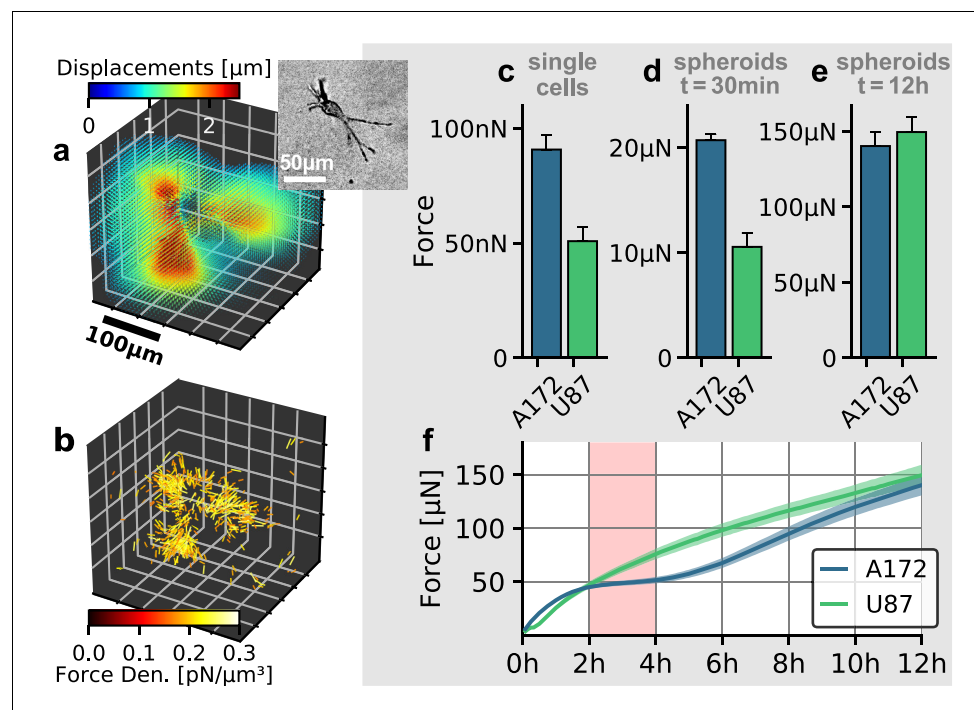 Displacements [μm]
0 1 2
a
50μm
100μm
b
0.0 0.1 0.2 0.3
Force Den. [pN/μm³]
c single cells
Force
100nN
50nN
0
A172
U87
d spheroids
t = 30min
20μN
10μN
0
A172
U87
e spheroids
t = 12h
150μN
100μN
50μN
0
A172
U87
f
Force [μN]
150
100
50
A172
U87
0h 2h 4h 6h 8h 10h 12h